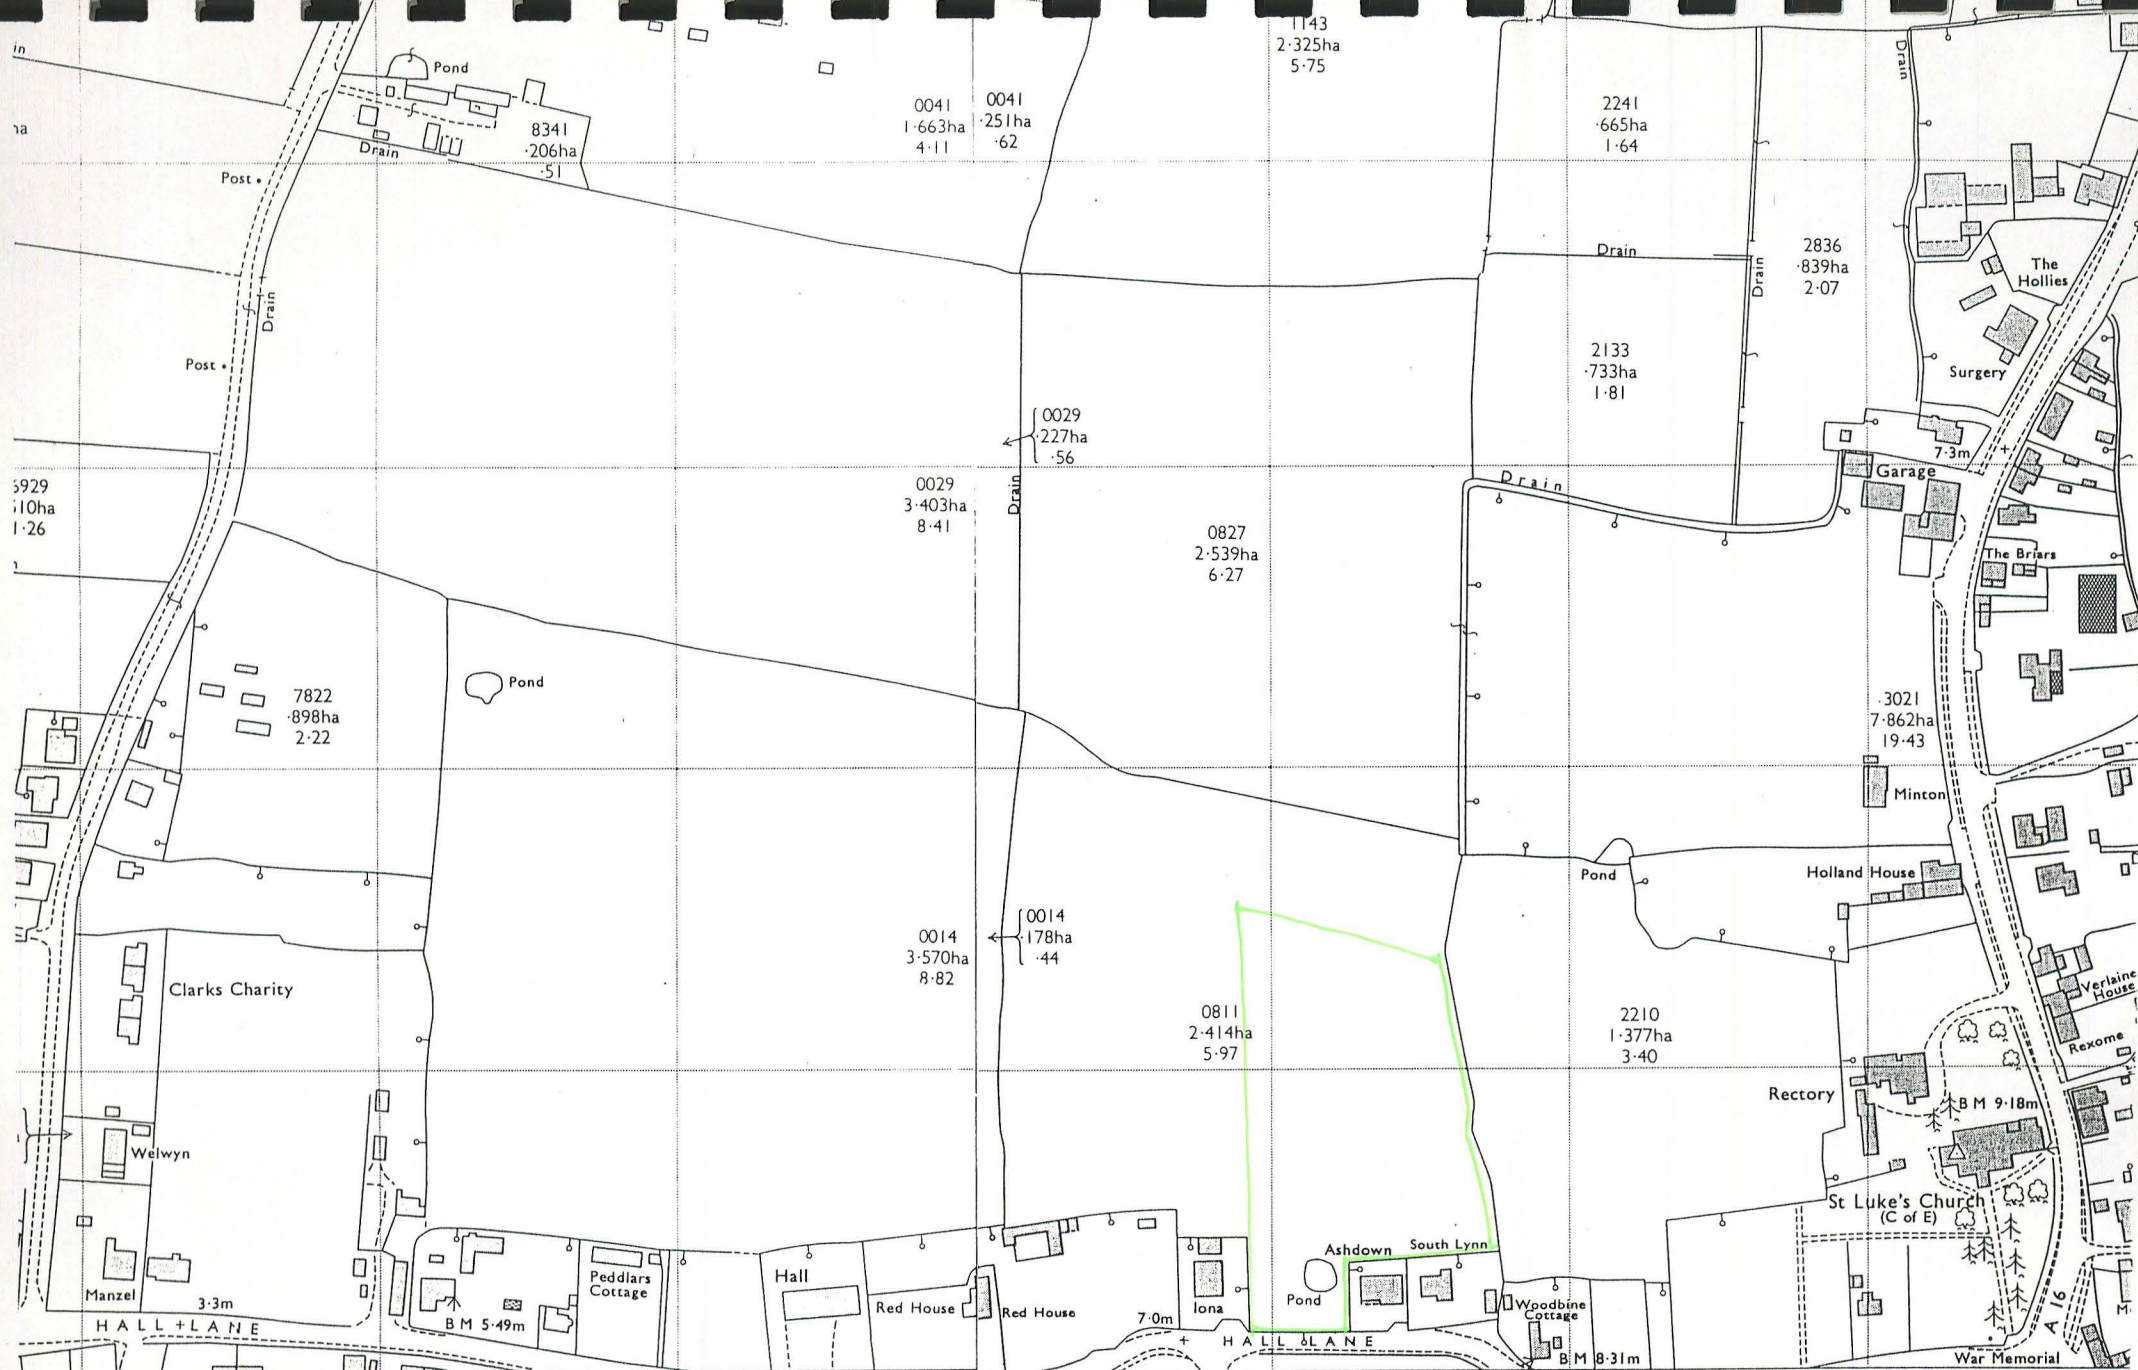 1143
2·325ha
5·75
in
Pond
Drain
0041
1·663ha
4·11
0041
·251ha
·62
2241
·665ha
1·64
8341
·206ha
·51
Drain
Post
Drain
2836
·839ha
2·07
The
Hollies
Drain
Drain
Drain
Post
2133
·733ha
1·81
Surgery
0029
·227ha
·56
7·3m
Garage
Drain
0029
3·403ha
8·41
Drain
1·26
0827
2·539ha
6·27
The Briars
Pond
7822
·898ha
2·22
3021
7·862ha
19·43
Minton
Pond
Holland House
0014
3·570ha
8·82
0014
·178ha
·44
Clarks Charity
Verlaine
House
0811
2·414ha
5·97
2210
1·377ha
3·40
Rexome
Rectory
B M 9·18m
Welwyn
St Luke's Church
(C of E)
Ashdown
South Lynn
Manzel
3·3m
HALL LANE
B M 5·49m
Peddlars
Cottage
Hall
Red House
Red House
7·0m
Iona
Pond
HALL LANE
Woodbine
Cottage
B M 8·31m
A 16
War Memorial